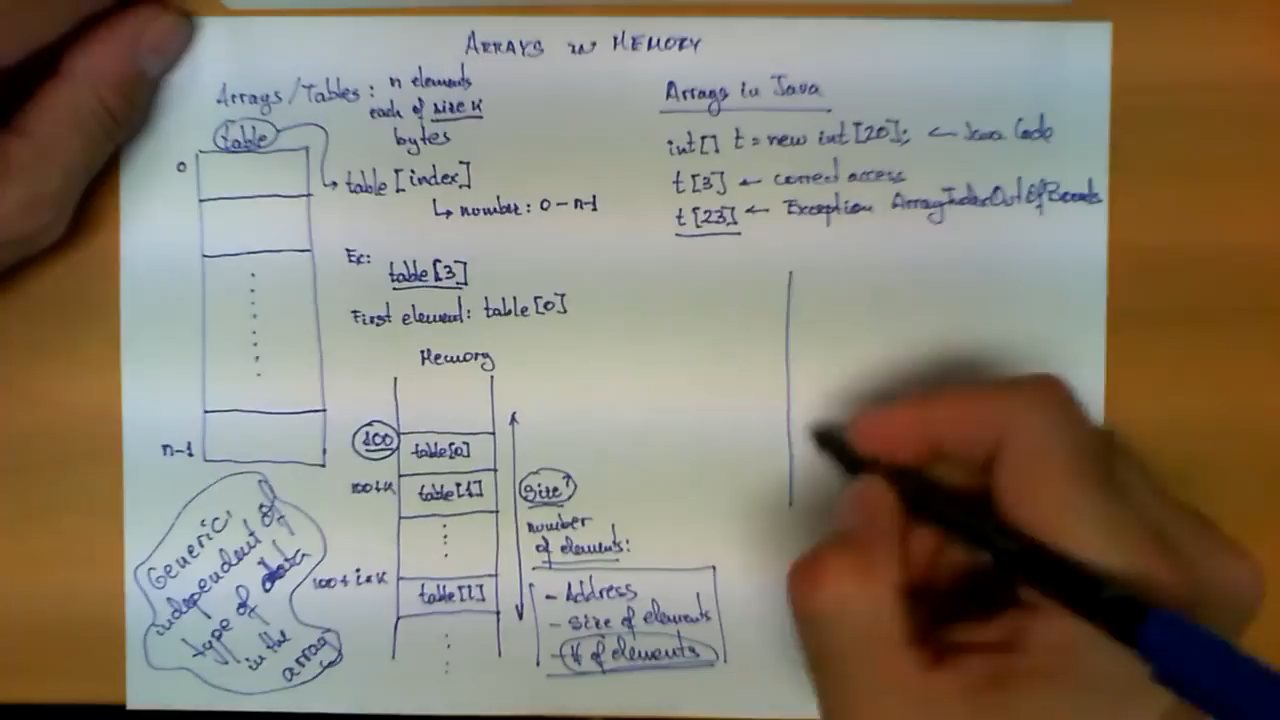 ARRAYS IN MEMORY
Arrays/Tables: n elements
each of size K
bytes
table
0
n-1
table[index]
↳ number: 0-n-1
Ex:
table[3]
First element: table[0]
Memory
100
table[0]
100+K
table[1]
100+i*K
table[i]
Size?
number
of elements:
- Address
- Size of elements
- # of elements
Generic,
independent of
type of data
in the
array
Arrays in Java
int[] t = new int[20]; ← Java Code
t[3] ← correct access
t[23] ← Exception ArrayIndexOutOfBounds